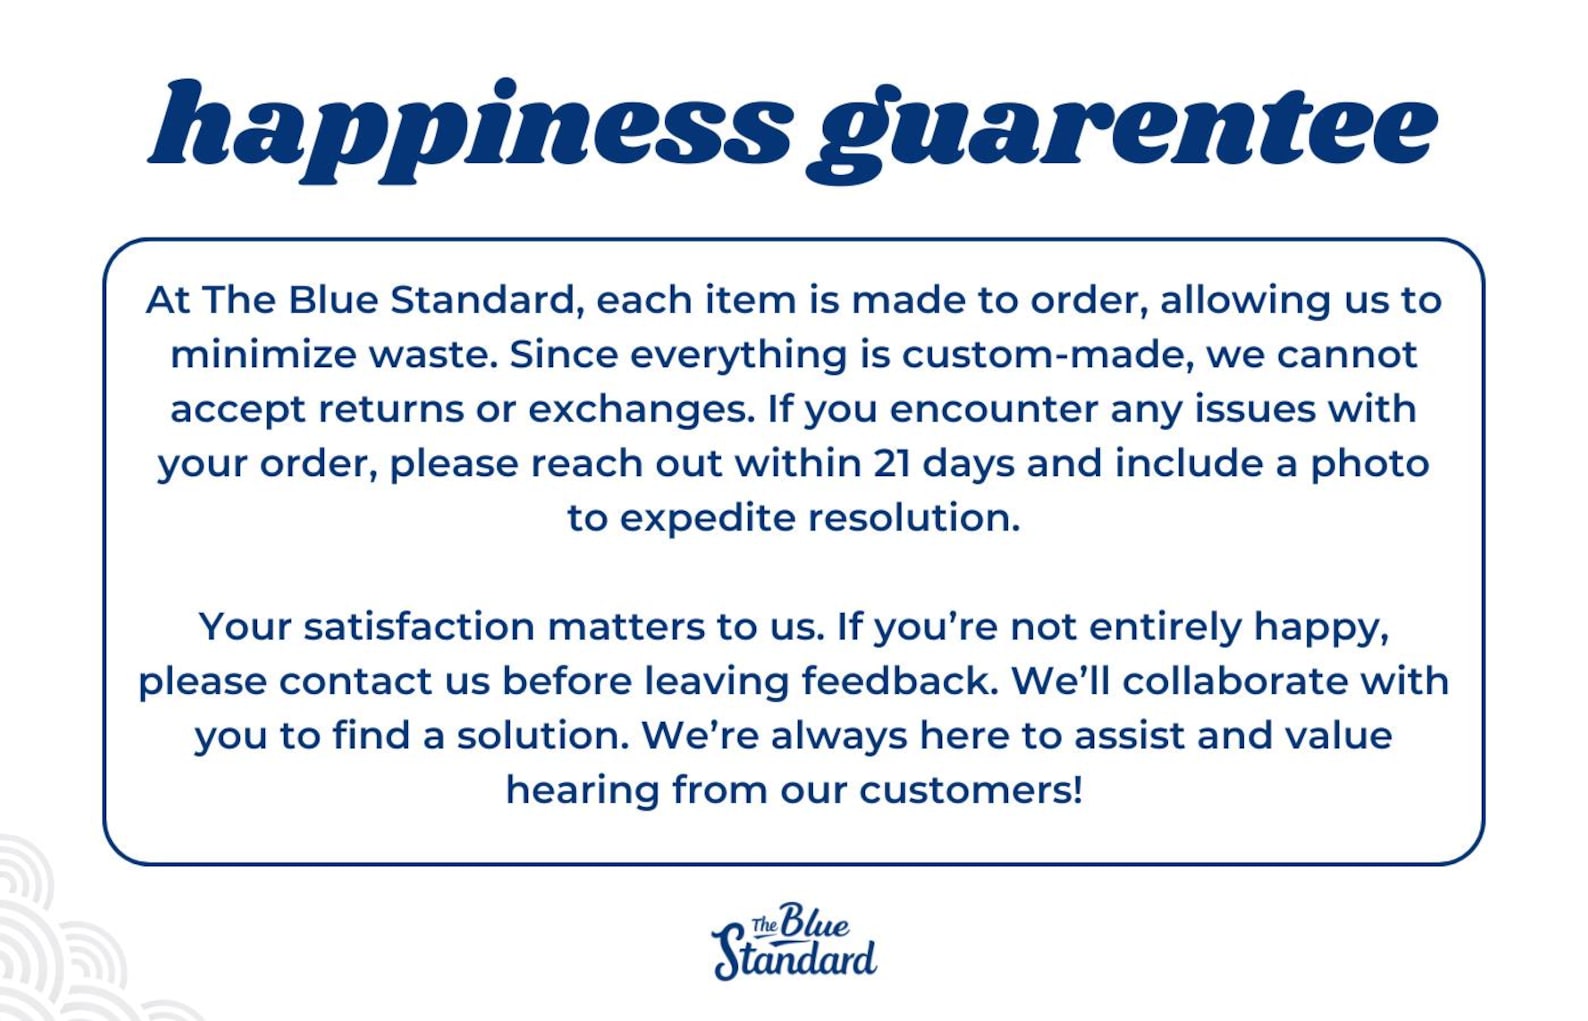 happiness guarentee
At The Blue Standard, each item is made to order, allowing us to
minimize waste. Since everything is custom-made, we cannot
accept returns or exchanges. If you encounter any issues with
your order, please reach out within 21 days and include a photo
to expedite resolution.
Your satisfaction matters to us. If you’re not entirely happy,
please contact us before leaving feedback. We’ll collaborate with
you to find a solution. We’re always here to assist and value
hearing from our customers!
The Blue
Standard